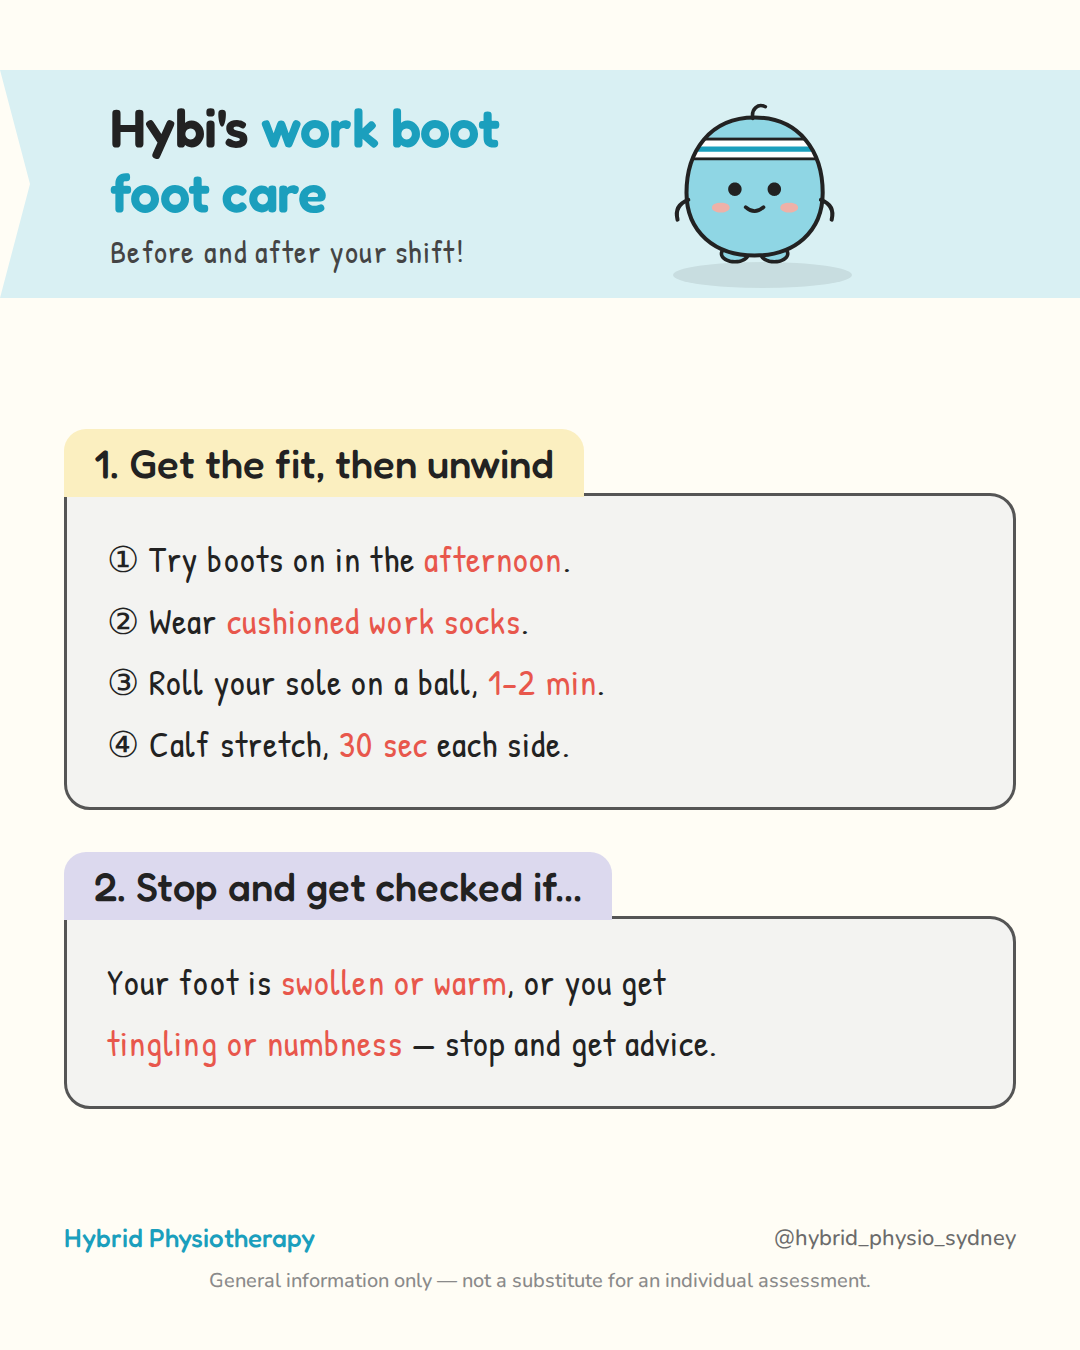 Hybi's work boot
foot care
Before and after your shift!
1. Get the fit, then unwind
① Try boots on in the afternoon.
② Wear cushioned work socks.
③ Roll your sole on a ball, 1–2 min.
④ Calf stretch, 30 sec each side.
2. Stop and get checked if...
Your foot is swollen or warm, or you get
tingling or numbness — stop and get advice.
Hybrid Physiotherapy
@hybrid_physio_sydney
General information only — not a substitute for an individual assessment.